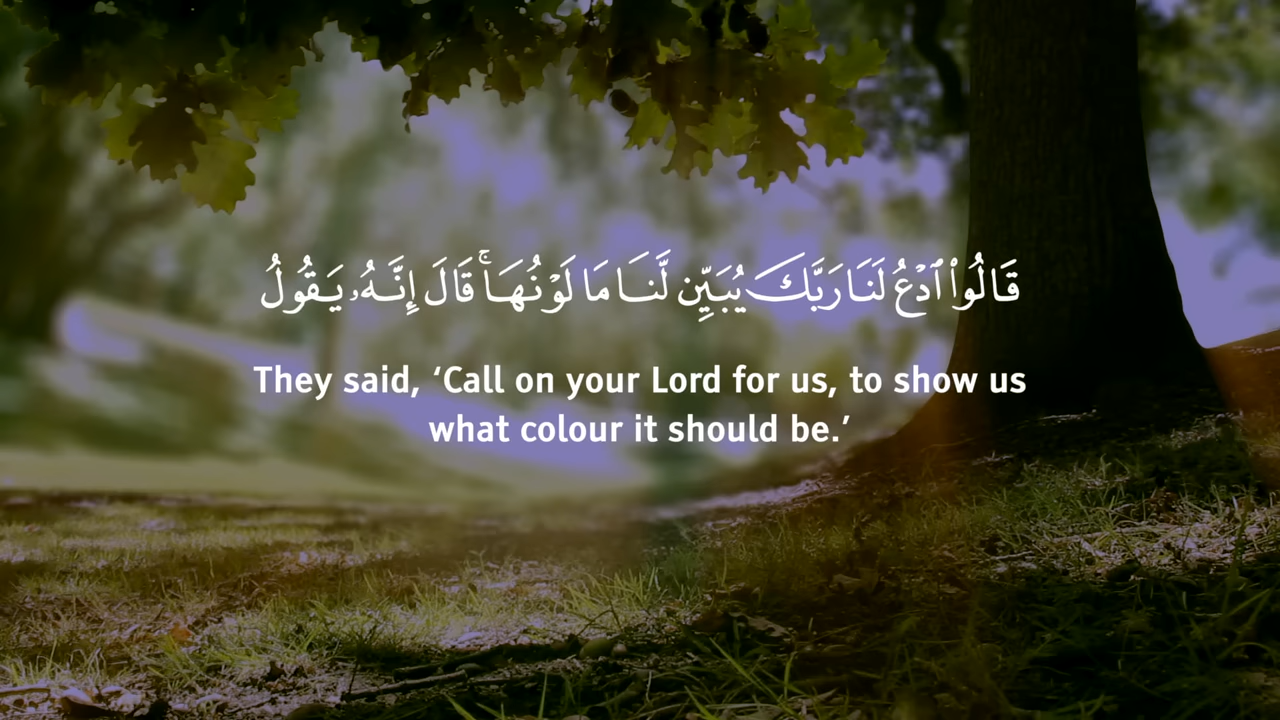 قَالُوا۟ ٱدْعُ لَنَا رَبَّكَ يُبَيِّن لَّنَا مَا لَوْنُهَا ۚ قَالَ إِنَّهُۥ يَقُولُ
They said, ‘Call on your Lord for us, to show us
what colour it should be.’